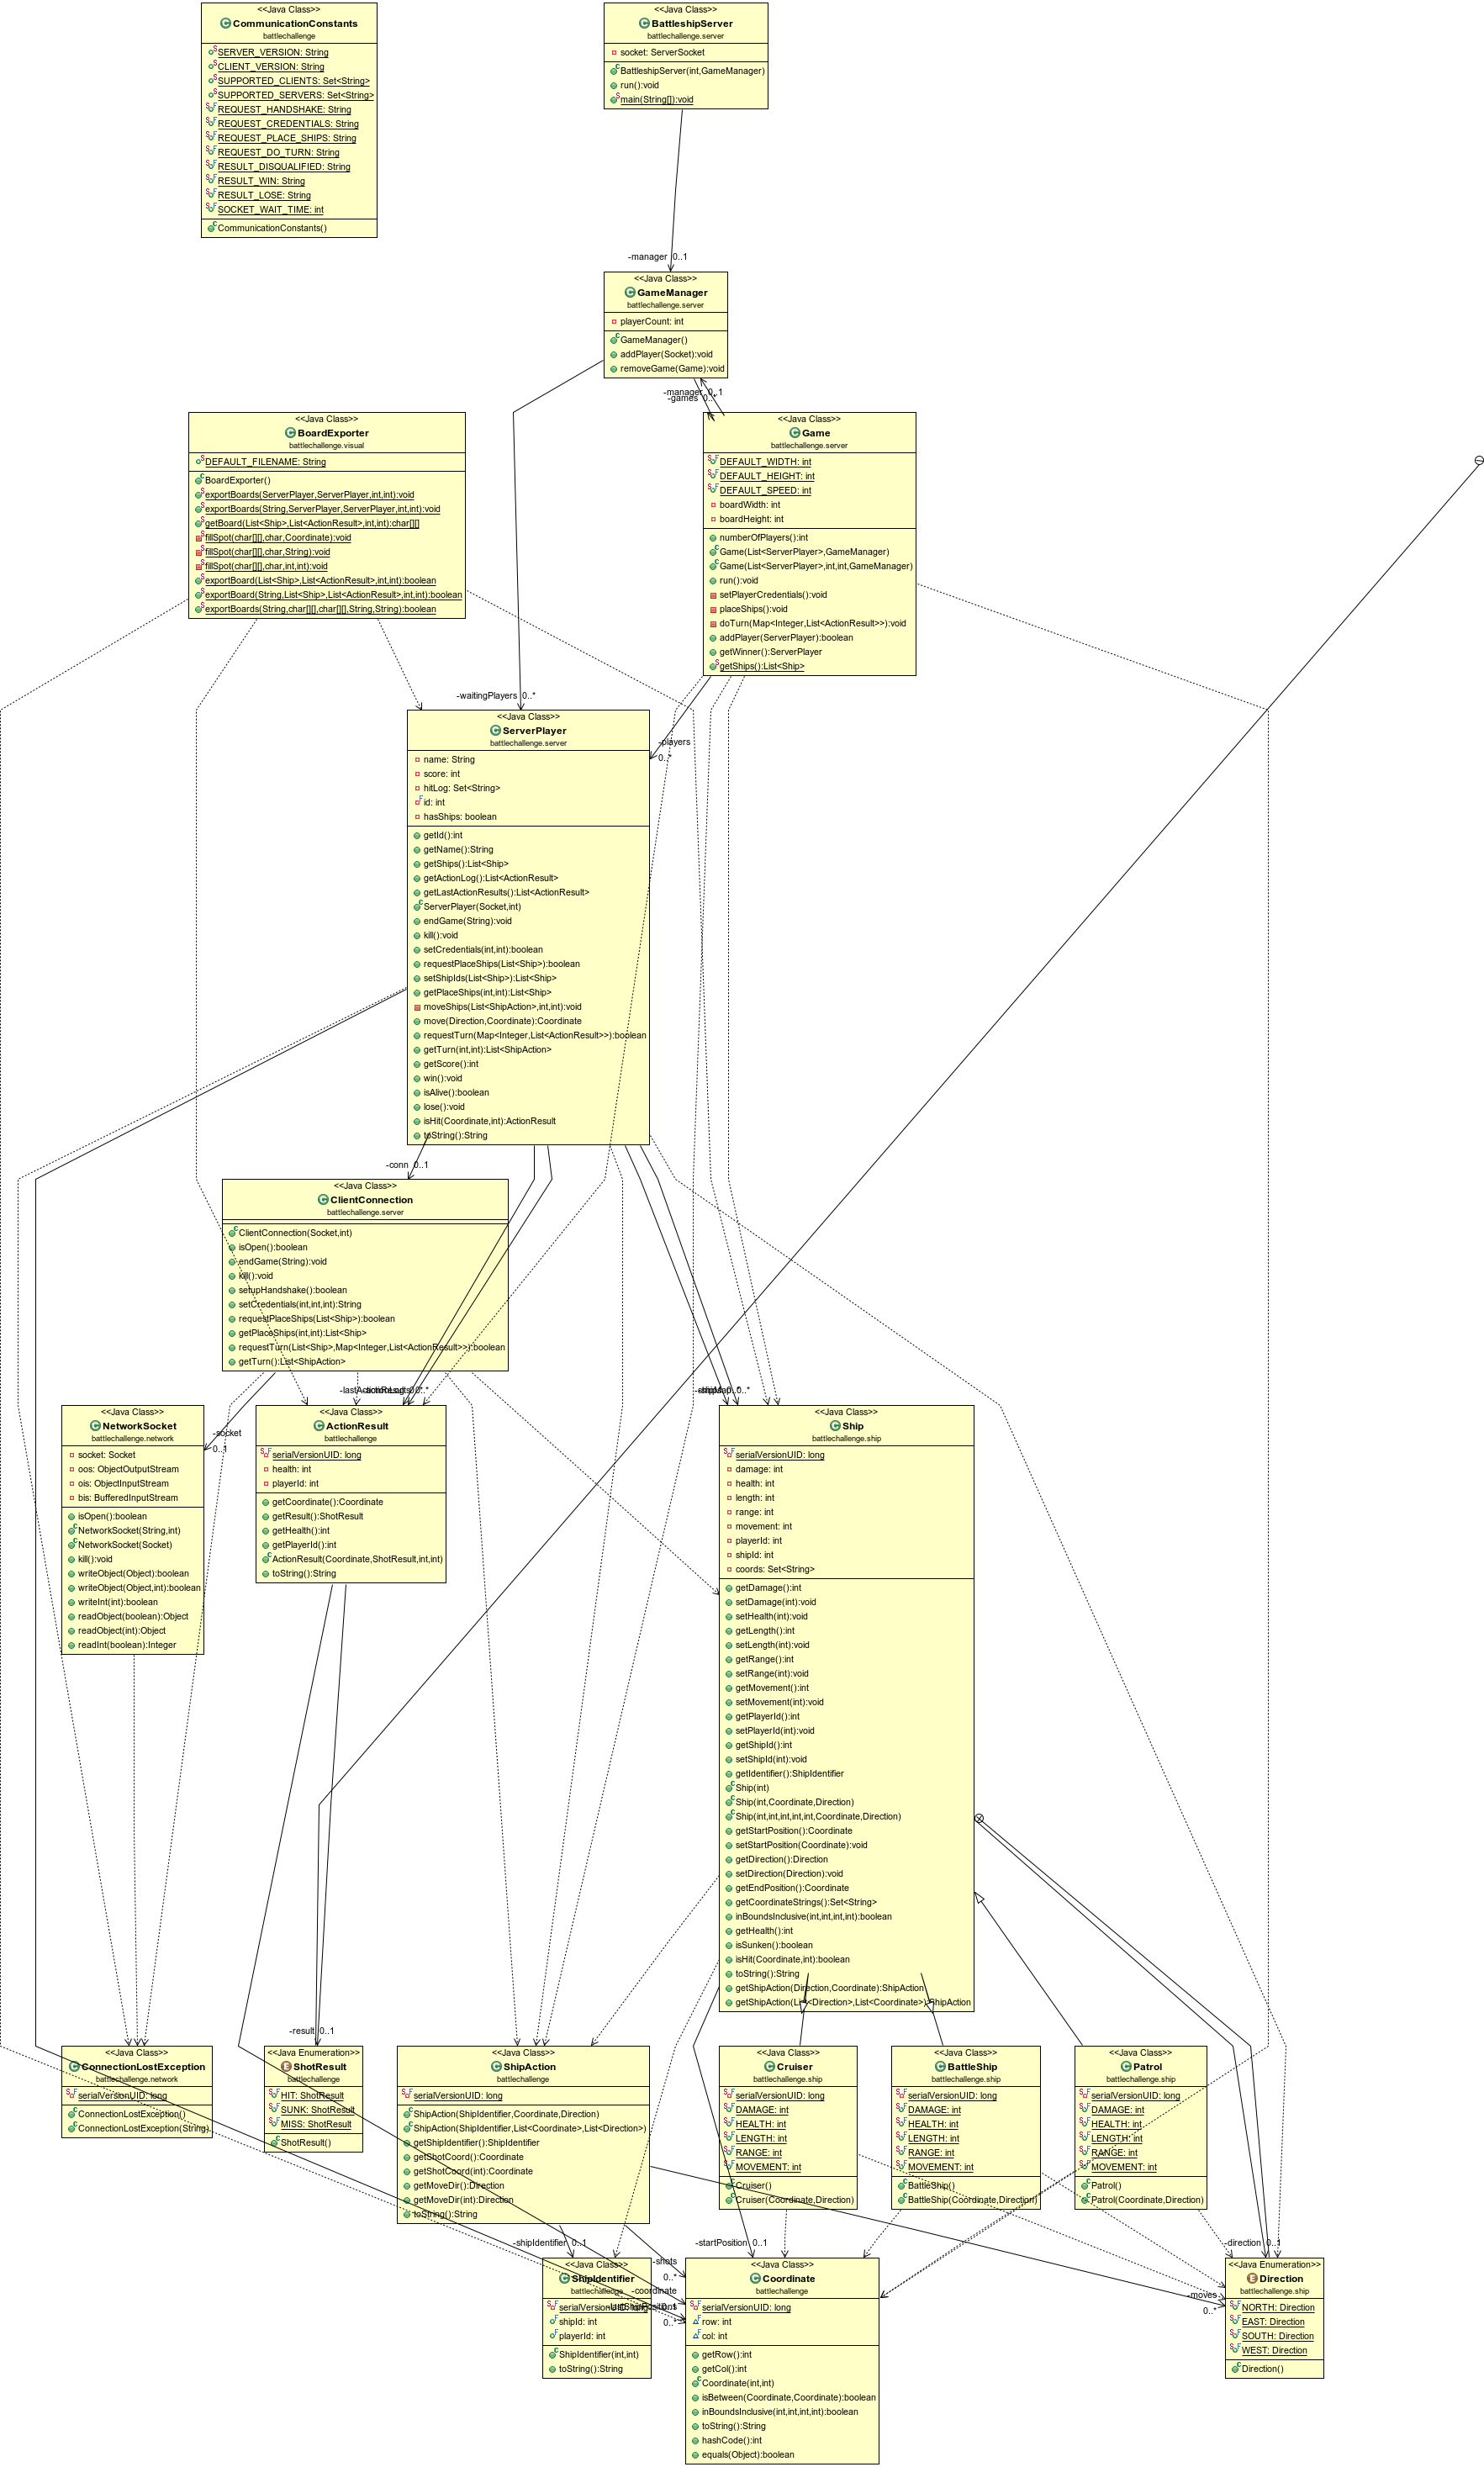 <<Java Class>>
CommunicationConstants
battlechallenge
SERVER_VERSION: String
CLIENT_VERSION: String
SUPPORTED_CLIENTS: Set<String>
SUPPORTED_SERVERS: Set<String>
REQUEST_HANDSHAKE: String
REQUEST_CREDENTIALS: String
REQUEST_PLACE_SHIPS: String
REQUEST_DO_TURN: String
RESULT_DISQUALIFIED: String
RESULT_WIN: String
RESULT_LOSE: String
SOCKET_WAIT_TIME: int
CommunicationConstants()
<<Java Class>>
BattleshipServer
battlechallenge.server
socket: ServerSocket
BattleshipServer(int,GameManager)
run():void
main(String[]):void
-manager 0..1
<<Java Class>>
GameManager
battlechallenge.server
playerCount: int
GameManager()
addPlayer(Socket):void
removeGame(Game):void
-manager 0..1
-games 0..*
<<Java Class>>
BoardExporter
battlechallenge.visual
DEFAULT_FILENAME: String
BoardExporter()
exportBoards(ServerPlayer,ServerPlayer,int,int):void
exportBoards(String,ServerPlayer,ServerPlayer,int,int):void
getBoard(List<Ship>,List<ActionResult>,int,int):char[][]
fillSpot(char[][],char,Coordinate):void
fillSpot(char[][],char,String):void
fillSpot(char[][],char,int,int):void
exportBoard(List<Ship>,List<ActionResult>,int,int):boolean
exportBoard(String,List<Ship>,List<ActionResult>,int,int):boolean
exportBoards(String,char[][],char[][],String,String):boolean
<<Java Class>>
Game
battlechallenge.server
DEFAULT_WIDTH: int
DEFAULT_HEIGHT: int
DEFAULT_SPEED: int
boardWidth: int
boardHeight: int
numberOfPlayers():int
Game(List<ServerPlayer>,GameManager)
Game(List<ServerPlayer>,int,int,GameManager)
run():void
setPlayerCredentials():void
placeShips():void
doTurn(Map<Integer,List<ActionResult>>):void
addPlayer(ServerPlayer):boolean
getWinner():ServerPlayer
getShips():List<Ship>
-waitingPlayers 0..*
-players
0..*
<<Java Class>>
ServerPlayer
battlechallenge.server
name: String
score: int
hitLog: Set<String>
id: int
hasShips: boolean
getId():int
getName():String
getShips():List<Ship>
getActionLog():List<ActionResult>
getLastActionResults():List<ActionResult>
ServerPlayer(Socket,int)
endGame(String):void
kill():void
setCredentials(int,int):boolean
requestPlaceShips(List<Ship>):boolean
setShipIds(List<Ship>):List<Ship>
getPlaceShips(int,int):List<Ship>
moveShips(List<ShipAction>,int,int):void
move(Direction,Coordinate):Coordinate
requestTurn(Map<Integer,List<ActionResult>>):boolean
getTurn(int,int):List<ShipAction>
getScore():int
win():void
isAlive():boolean
lose():void
isHit(Coordinate,int):ActionResult
toString():String
-conn 0..1
<<Java Class>>
ClientConnection
battlechallenge.server
ClientConnection(Socket,int)
isOpen():boolean
endGame(String):void
kill():void
setupHandshake():boolean
setCredentials(int,int,int):String
requestPlaceShips(List<Ship>):boolean
getPlaceShips(int,int):List<Ship>
requestTurn(List<Ship>,Map<Integer,List<ActionResult>>):boolean
getTurn():List<ShipAction>
-socket
0..1
<<Java Class>>
NetworkSocket
battlechallenge.network
socket: Socket
oos: ObjectOutputStream
ois: ObjectInputStream
bis: BufferedInputStream
isOpen():boolean
NetworkSocket(String,int)
NetworkSocket(Socket)
kill():void
writeObject(Object):boolean
writeObject(Object,int):boolean
writeInt(int):boolean
readObject(boolean):Object
readObject(int):Object
readInt(boolean):Integer
<<Java Class>>
ActionResult
battlechallenge
serialVersionUID: long
health: int
playerId: int
getCoordinate():Coordinate
getResult():ShotResult
getHealth():int
getPlayerId():int
ActionResult(Coordinate,ShotResult,int,int)
toString():String
<<Java Class>>
Ship
battlechallenge.ship
serialVersionUID: long
damage: int
health: int
length: int
range: int
movement: int
playerId: int
shipId: int
coords: Set<String>
getDamage():int
setDamage(int):void
setHealth(int):void
getLength():int
setLength(int):void
getRange():int
setRange(int):void
getMovement():int
setMovement(int):void
getPlayerId():int
setPlayerId(int):void
getShipId():int
setShipId(int):void
getIdentifier():ShipIdentifier
Ship(int)
Ship(int,Coordinate,Direction)
Ship(int,int,int,int,int,Coordinate,Direction)
getStartPosition():Coordinate
setStartPosition(Coordinate):void
getDirection():Direction
setDirection(Direction):void
getEndPosition():Coordinate
getCoordinateStrings():Set<String>
inBoundsInclusive(int,int,int,int):boolean
getHealth():int
isSunken():boolean
isHit(Coordinate,int):boolean
toString():String
getShipAction(Direction,Coordinate):ShipAction
getShipAction(List<Direction>,List<Coordinate>):ShipAction
-result 0..1
<<Java Class>>
ConnectionLostException
battlechallenge.network
serialVersionUID: long
ConnectionLostException()
ConnectionLostException(String)
<<Java Enumeration>>
ShotResult
battlechallenge
HIT: ShotResult
SUNK: ShotResult
MISS: ShotResult
ShotResult()
<<Java Class>>
ShipAction
battlechallenge
serialVersionUID: long
ShipAction(ShipIdentifier,Coordinate,Direction)
ShipAction(ShipIdentifier,List<Coordinate>,List<Direction>)
getShipIdentifier():ShipIdentifier
getShotCoord():Coordinate
getShotCoord(int):Coordinate
getMoveDir():Direction
getMoveDir(int):Direction
toString():String
<<Java Class>>
Cruiser
battlechallenge.ship
serialVersionUID: long
DAMAGE: int
HEALTH: int
LENGTH: int
RANGE: int
MOVEMENT: int
Cruiser()
Cruiser(Coordinate,Direction)
<<Java Class>>
BattleShip
battlechallenge.ship
serialVersionUID: long
DAMAGE: int
HEALTH: int
LENGTH: int
RANGE: int
MOVEMENT: int
BattleShip()
BattleShip(Coordinate,Direction)
<<Java Class>>
Patrol
battlechallenge.ship
serialVersionUID: long
DAMAGE: int
HEALTH: int
LENGTH: int
RANGE: int
MOVEMENT: int
Patrol()
Patrol(Coordinate,Direction)
-shipIdentifier 0..1
-shots
0..*
-coordinate
0..1
0..*
-startPosition 0..1
-direction 0..1
-moves
0..*
<<Java Class>>
ShipIdentifier
battlechallenge
serialVersionUID: long
shipId: int
playerId: int
ShipIdentifier(int,int)
toString():String
<<Java Class>>
Coordinate
battlechallenge
serialVersionUID: long
row: int
col: int
getRow():int
getCol():int
Coordinate(int,int)
isBetween(Coordinate,Coordinate):boolean
inBoundsInclusive(int,int,int,int):boolean
toString():String
hashCode():int
equals(Object):boolean
<<Java Enumeration>>
Direction
battlechallenge.ship
NORTH: Direction
EAST: Direction
SOUTH: Direction
WEST: Direction
Direction()